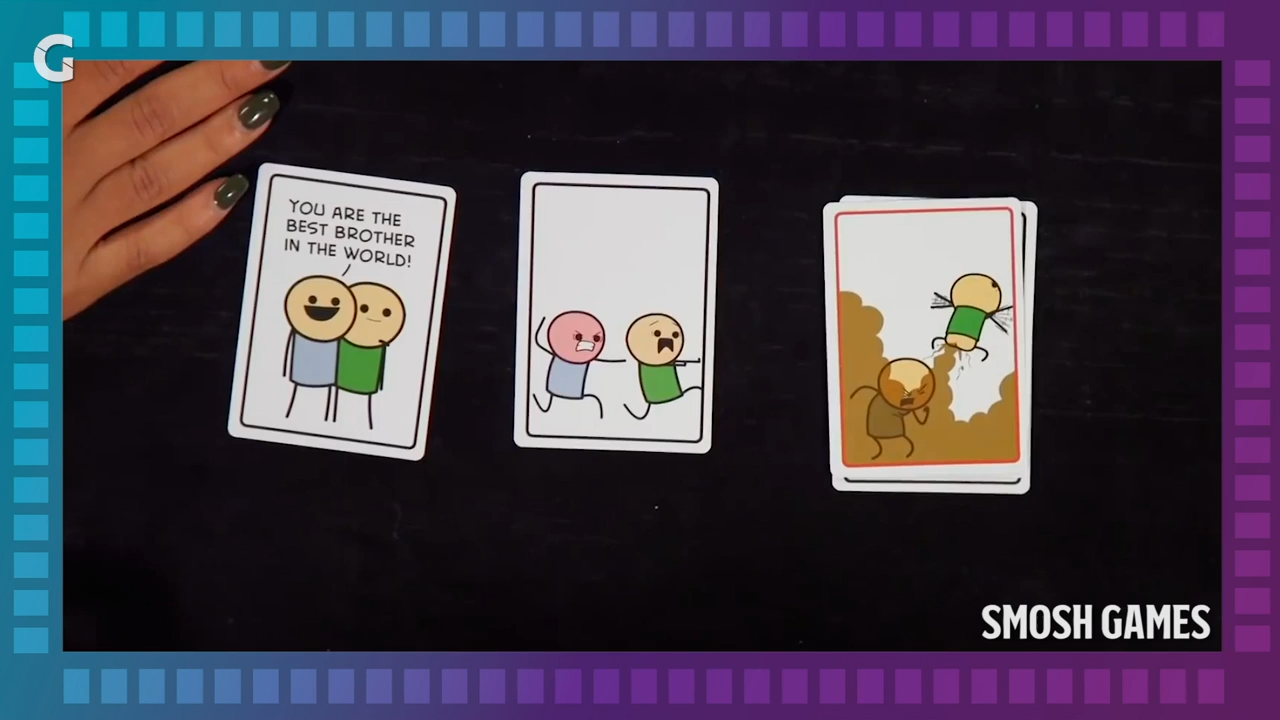 G
YOU ARE THE
BEST BROTHER
IN THE WORLD!
SMOSH GAMES